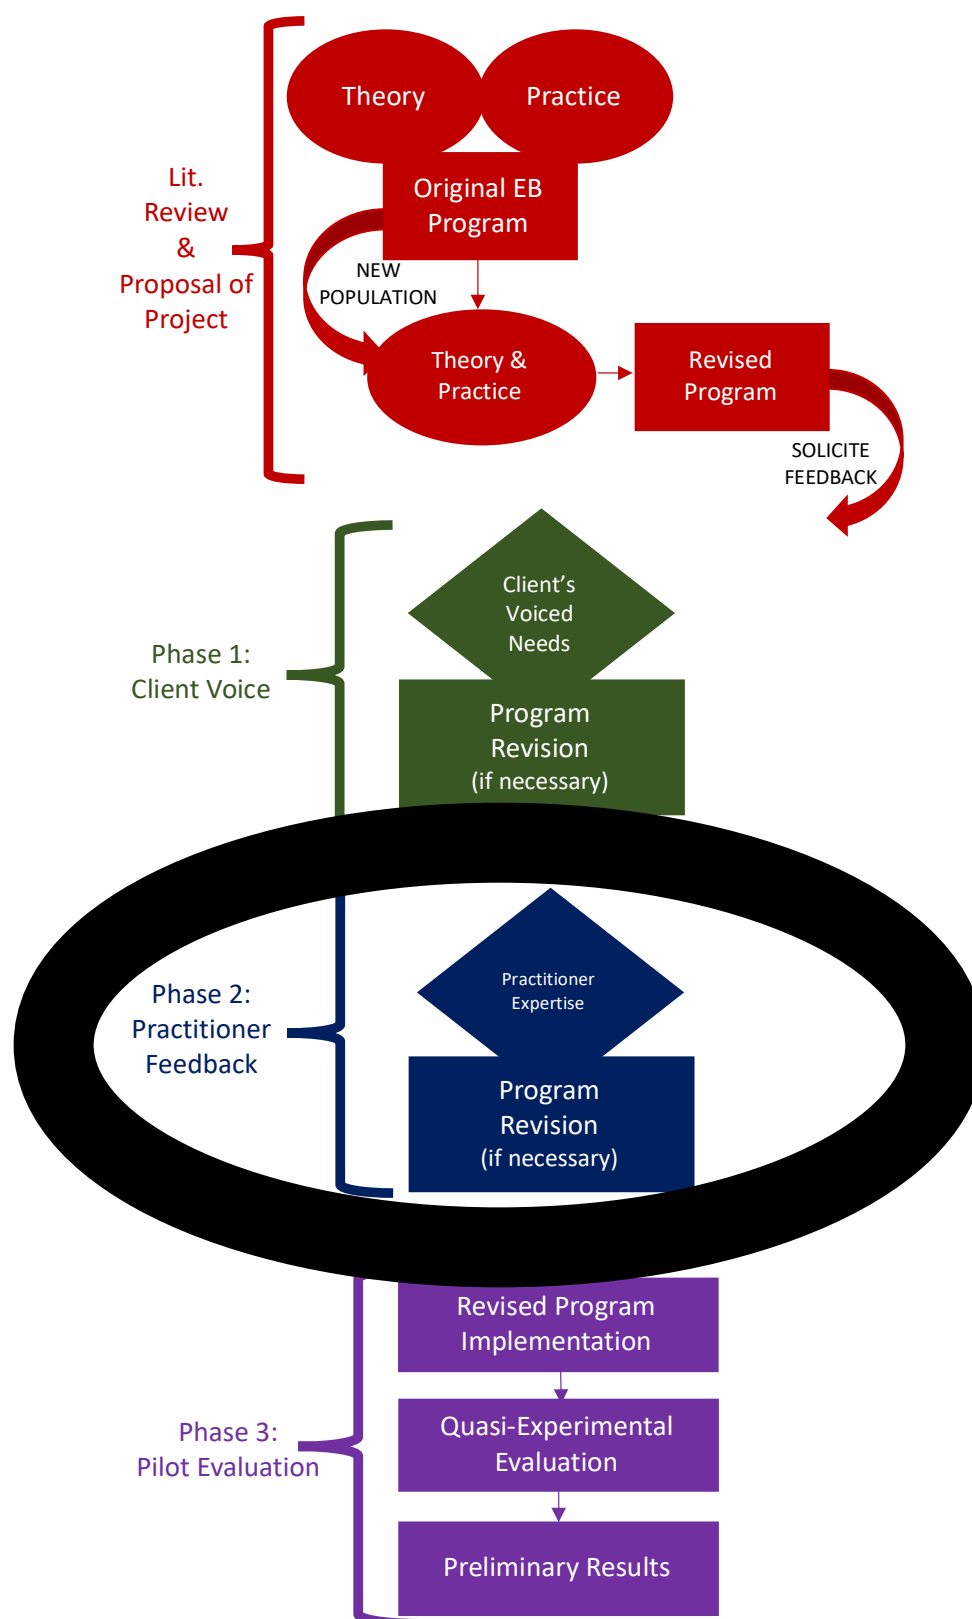 Theory
Practice
Original EB
Program
Lit.
Review
&
Proposal of
Project
NEW
POPULATION
Theory &
Practice
Revised
Program
SOLICITE
FEEDBACK
Client’s
Voiced
Needs
Phase 1:
Client Voice
Program
Revision
(if necessary)
Practitioner
Expertise
Phase 2:
Practitioner
Feedback
Program
Revision
(if necessary)
Revised Program
Implementation
Phase 3:
Pilot Evaluation
Quasi-Experimental
Evaluation
Preliminary Results